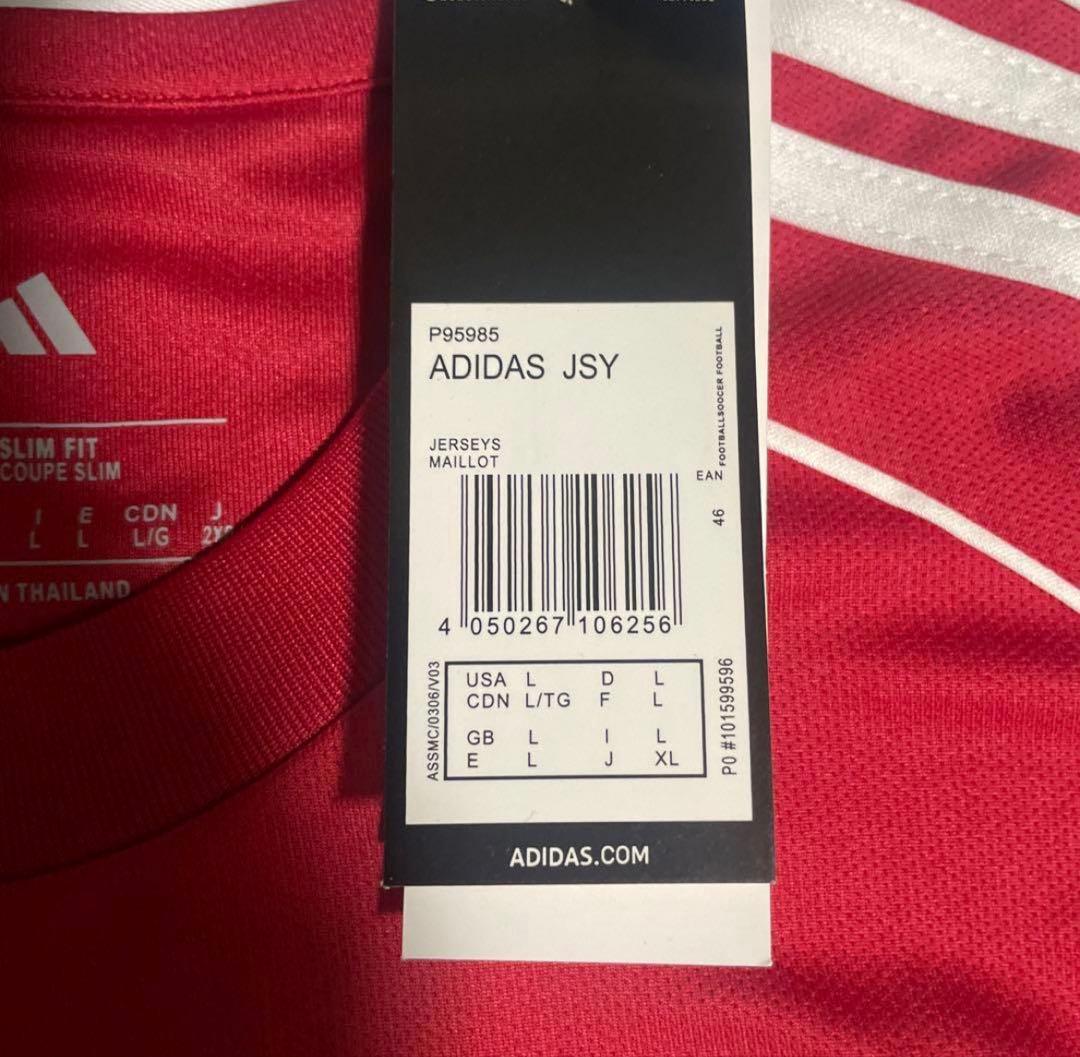 P95985
ADIDAS JSY
JERSEYS
MAILLOT
FOOTBALLSOOCER FOOTBALL
EAN
46
4 050267 106256
ASSMC/0306/V03
USA L D L
CDN L/TG F L
GB L I L
E L J XL
PO #101599596
ADIDAS.COM
SLIM FIT
COUPE SLIM
I E CDN J
L L L/G
THAILAND